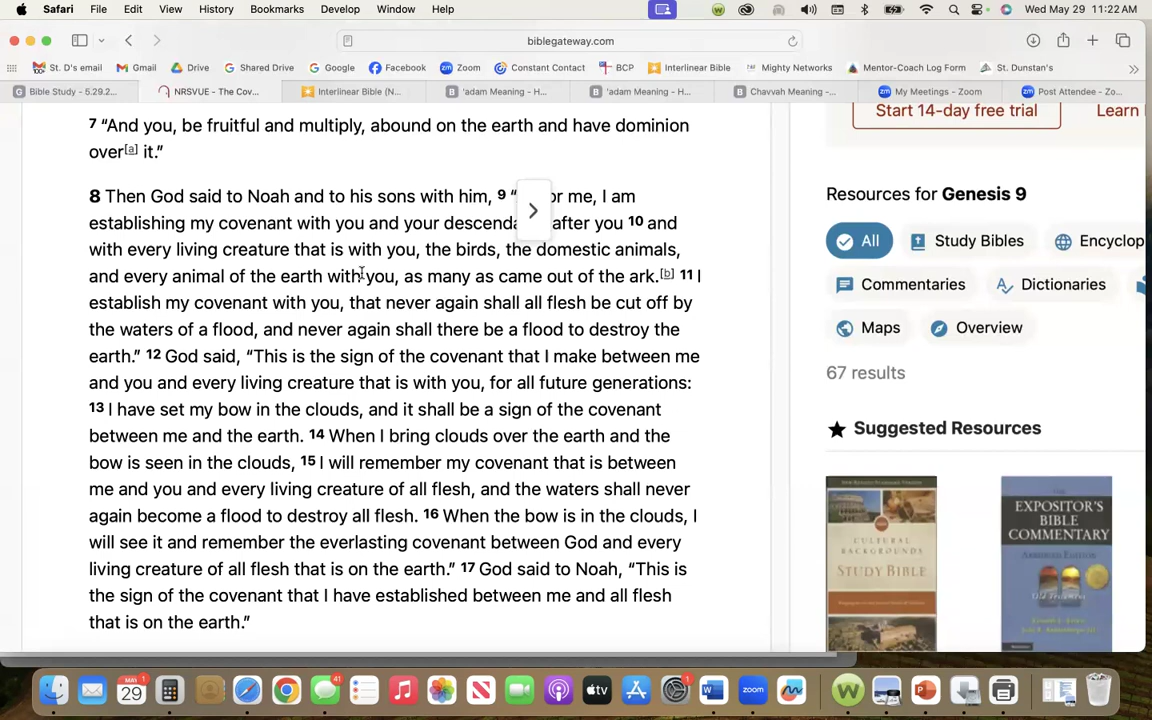 Safari File Edit View History Bookmarks Develop Window Help Wed May 29 11:22 AM
biblegateway.com
St. D's email Gmail Drive Shared Drive Google Facebook Zoom Constant Contact BCP Interlinear Bible Mighty Networks Mentor-Coach Log Form St. Dunstan's
Bible Study - 5.29.2... NRSVUE - The Cov... Interlinear Bible (N... 'adam Meaning - H... 'adam Meaning - H... Chavvah Meaning -... My Meetings - Zoom Post Attendee - Zo...
7 “And you, be fruitful and multiply, abound on the earth and have dominion
over[a] it.”
8 Then God said to Noah and to his sons with him, 9 “ or me, I am
establishing my covenant with you and your descenda after you 10 and
with every living creature that is with you, the birds, the domestic animals,
and every animal of the earth with you, as many as came out of the ark.[b] 11 I
establish my covenant with you, that never again shall all flesh be cut off by
the waters of a flood, and never again shall there be a flood to destroy the
earth.” 12 God said, “This is the sign of the covenant that I make between me
and you and every living creature that is with you, for all future generations:
13 I have set my bow in the clouds, and it shall be a sign of the covenant
between me and the earth. 14 When I bring clouds over the earth and the
bow is seen in the clouds, 15 I will remember my covenant that is between
me and you and every living creature of all flesh, and the waters shall never
again become a flood to destroy all flesh. 16 When the bow is in the clouds, I
will see it and remember the everlasting covenant between God and every
living creature of all flesh that is on the earth.” 17 God said to Noah, “This is
the sign of the covenant that I have established between me and all flesh
that is on the earth.”
Start 14-day free trial Learn
Resources for Genesis 9
All Study Bibles Encyclop
Commentaries Dictionaries
Maps Overview
67 results
Suggested Resources
CULTURAL
BACKGROUNDS
STUDY BIBLE
EXPOSITOR'S
BIBLE
COMMENTARY
ABRIDGED EDITION
Old Testament
MAY 1
29
41
1
tv
zoom